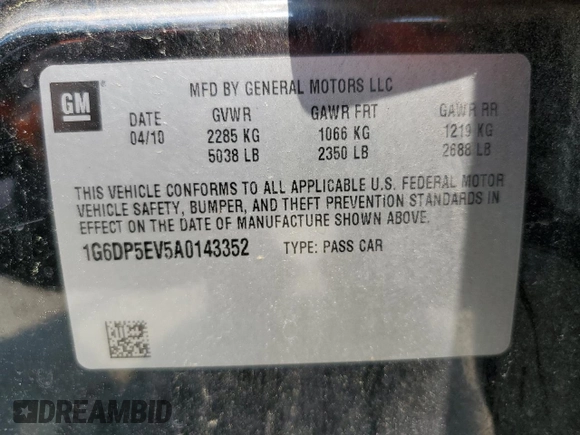 GM
MFD BY GENERAL MOTORS LLC
DATE GVWR GAWR FRT GAWR RR
04/10 2285 KG 1066 KG 1219 KG
5038 LB 2350 LB 2688 LB
THIS VEHICLE CONFORMS TO ALL APPLICABLE U.S. FEDERAL MOTOR
VEHICLE SAFETY, BUMPER, AND THEFT PREVENTION STANDARDS IN
EFFECT ON THE DATE OF MANUFACTURE SHOWN ABOVE.
1G6DP5EV5A0143352 TYPE: PASS CAR
DREAMBID